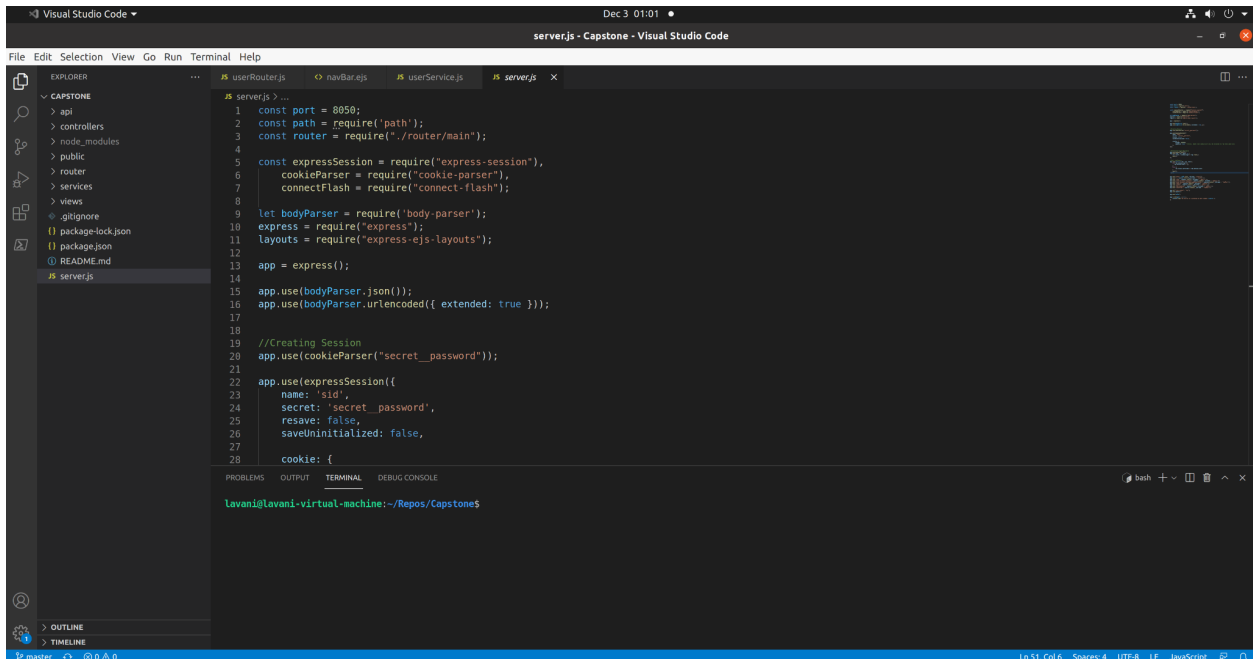 Visual Studio Code
Dec 3 01:01
server.js - Capstone - Visual Studio Code
File Edit Selection View Go Run Terminal Help
EXPLORER
CAPSTONE
> api
> controllers
> node_modules
> public
> router
> services
> views
.gitignore
{} package-lock.json
{} package.json
README.md
JS server.js
> OUTLINE
> TIMELINE
JS userRouter.js <> navBar.ejs JS userService.js JS server.js
JS server.js > ...
1 const port = 8050;
2 const path = require('path');
3 const router = require("./router/main");
4
5 const expressSession = require("express-session"),
6 cookieParser = require("cookie-parser"),
7 connectFlash = require("connect-flash");
8
9 let bodyParser = require('body-parser');
10 express = require("express");
11 layouts = require("express-ejs-layouts");
12
13 app = express();
14
15 app.use(bodyParser.json());
16 app.use(bodyParser.urlencoded({ extended: true }));
17
18
19 //Creating Session
20 app.use(cookieParser("secret__password"));
21
22 app.use(expressSession({
23 name: 'sid',
24 secret: 'secret__password',
25 resave: false,
26 saveUninitialized: false,
27
28 cookie: {
PROBLEMS OUTPUT TERMINAL DEBUG CONSOLE
bash
lavani@lavani-virtual-machine:~/Repos/Capstone$
1
master 0 0 Ln 51, Col 6 Spaces: 4 UTF-8 LF JavaScript